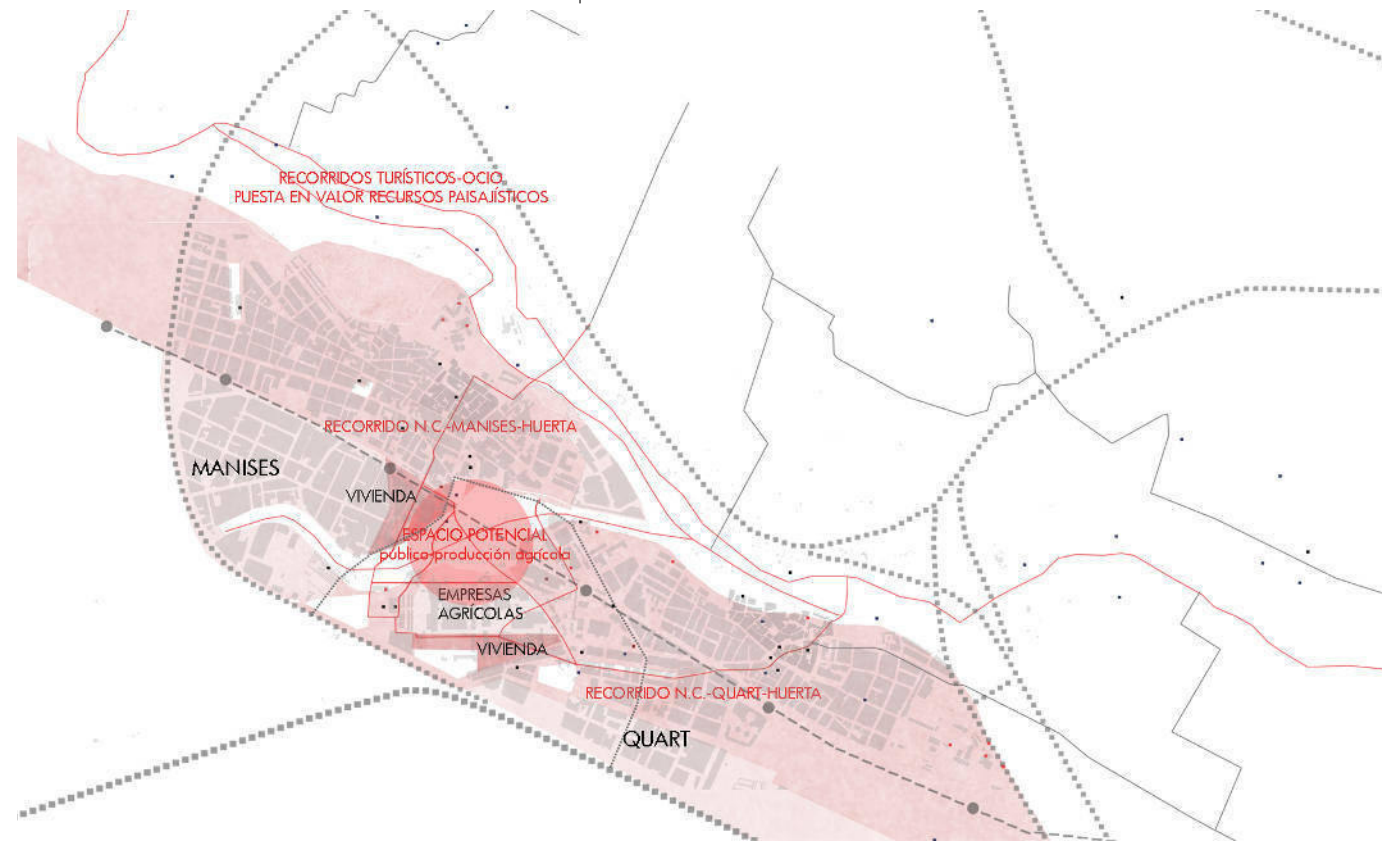 RECORRIDOS TURÍSTICOS-OCIO,
PUESTA EN VALOR RECURSOS PAISAJÍSTICOS
RECORRIDO N.C.-MANISES-HUERTA
MANISES
VIVIENDA
ESPACIO POTENCIAL
público-producción agrícola
EMPRESAS
AGRÍCOLAS
VIVIENDA
RECORRIDO N.C.-QUART-HUERTA
QUART